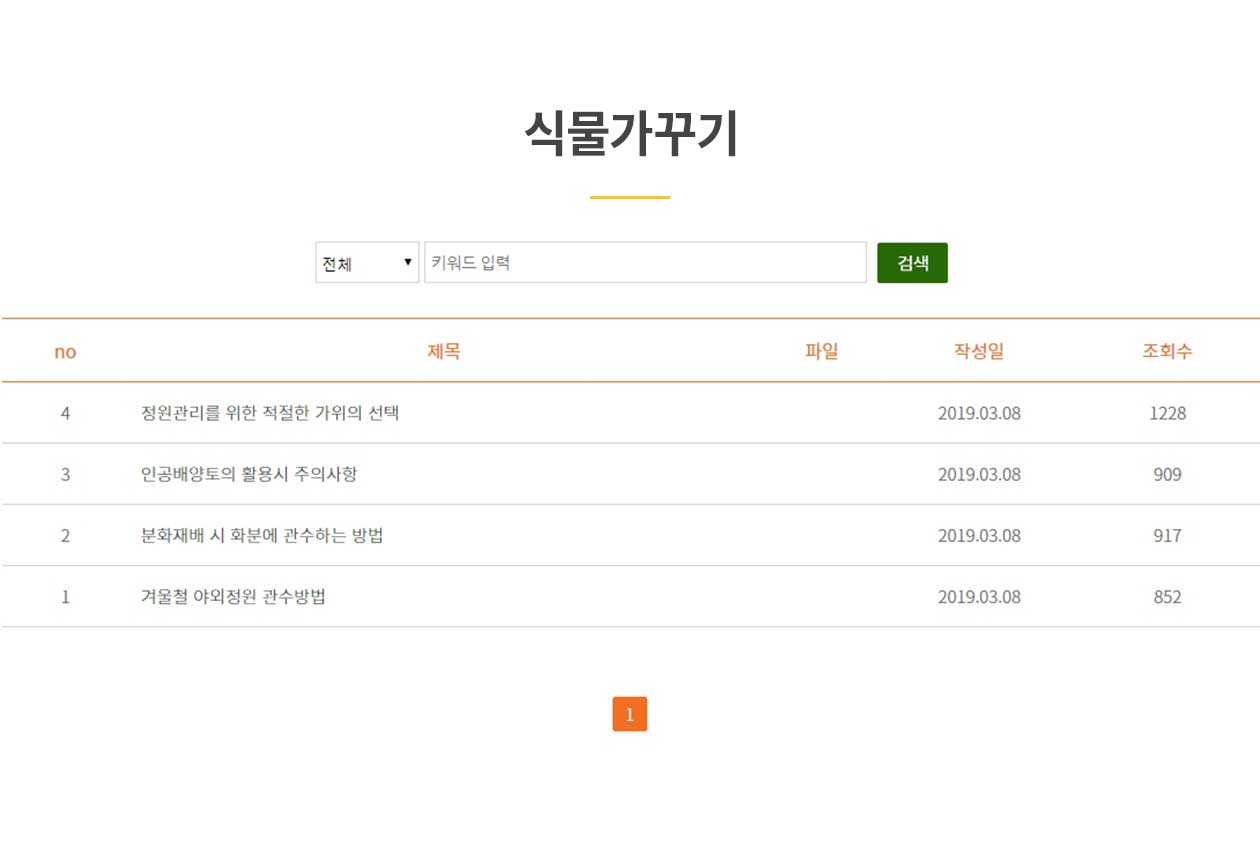 식물가꾸기
전체 ▼ 키워드 입력 검색
no 제목 파일 작성일 조회수
4 정원관리를 위한 적절한 가위의 선택 2019.03.08 1228
3 인공배양토의 활용시 주의사항 2019.03.08 909
2 분화재배 시 화분에 관수하는 방법 2019.03.08 917
1 겨울철 야외정원 관수방법 2019.03.08 852
1